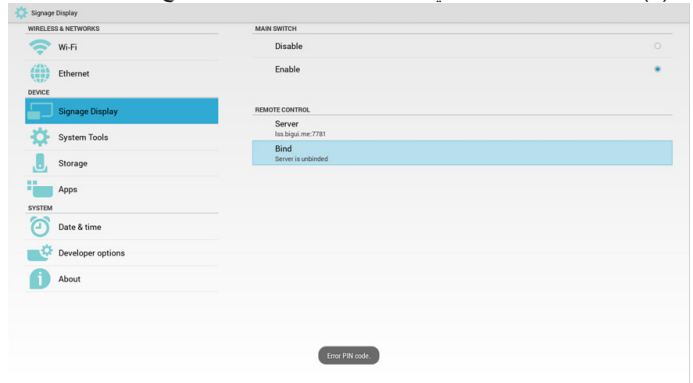 Signage Display
WIRELESS & NETWORKS
Wi-Fi
Ethernet
DEVICE
Signage Display
System Tools
Storage
Apps
SYSTEM
Date & time
Developer options
About
MAIN SWITCH
Disable
Enable
REMOTE CONTROL
Server
lss.bigui.me:7781
Bind
Server is unbinded
Error PIN code.